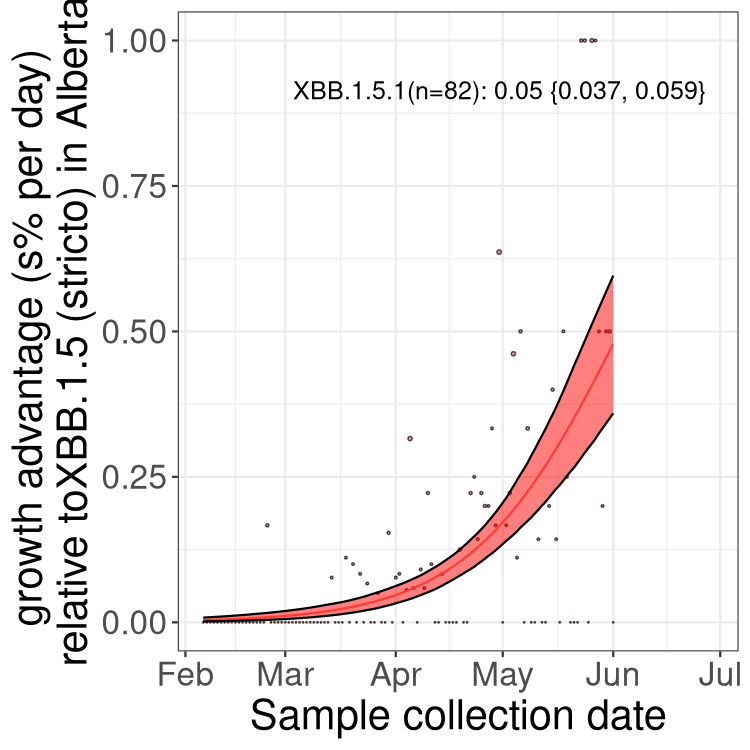 growth advantage (s% per day)
relative toXBB.1.5 (stricto) in Alberta
1.00
0.75
0.50
0.25
0.00
XBB.1.5.1(n=82): 0.05 {0.037, 0.059}
Feb Mar Apr May Jun Jul
Sample collection date